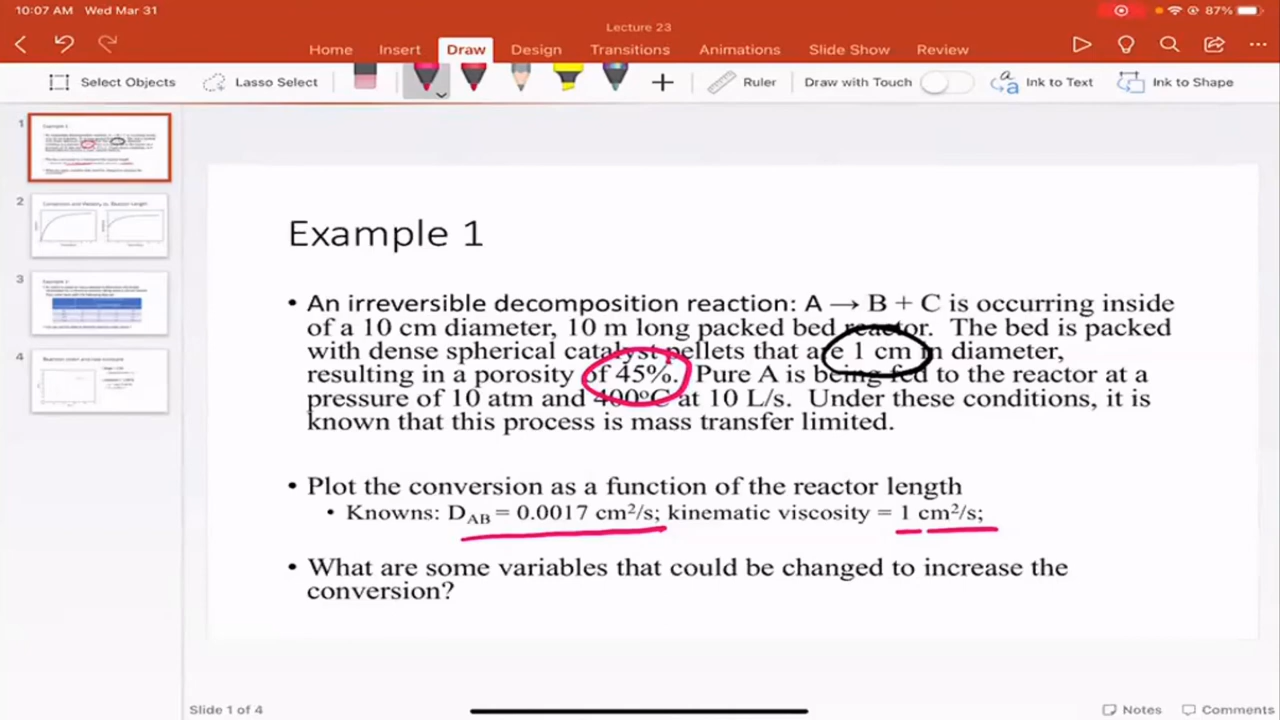 10:07 AM Wed Mar 31
87%
Lecture 23
Home Insert Draw Design Transitions Animations Slide Show Review
Select Objects Lasso Select Ruler Draw with Touch Ink to Text Ink to Shape
1
2
3
4
Example 1
• An irreversible decomposition reaction: A → B + C is occurring inside
of a 10 cm diameter, 10 m long packed bed reactor. The bed is packed
with dense spherical catalyst pellets that are 1 cm in diameter,
resulting in a porosity of 45%. Pure A is being fed to the reactor at a
pressure of 10 atm and 400°C at 10 L/s. Under these conditions, it is
known that this process is mass transfer limited.
• Plot the conversion as a function of the reactor length
• Knowns: D_AB = 0.0017 cm²/s; kinematic viscosity = 1 cm²/s;
• What are some variables that could be changed to increase the
conversion?
Slide 1 of 4
Notes Comments